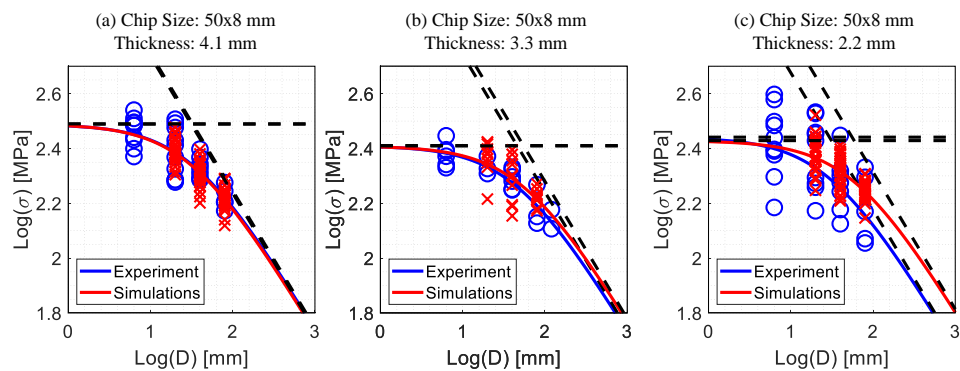 (a) Chip Size: 50x8 mm
Thickness: 4.1 mm
(b) Chip Size: 50x8 mm
Thickness: 3.3 mm
(c) Chip Size: 50x8 mm
Thickness: 2.2 mm
Log(σ) [MPa]
2.6
2.4
2.2
2
1.8
Experiment
Simulations
0
1
2
3
Log(D) [mm]
Log(σ) [MPa]
2.6
2.4
2.2
2
1.8
Experiment
Simulations
0
1
2
3
Log(D) [mm]
Log(σ) [MPa]
2.6
2.4
2.2
2
1.8
Experiment
Simulations
0
1
2
3
Log(D) [mm]